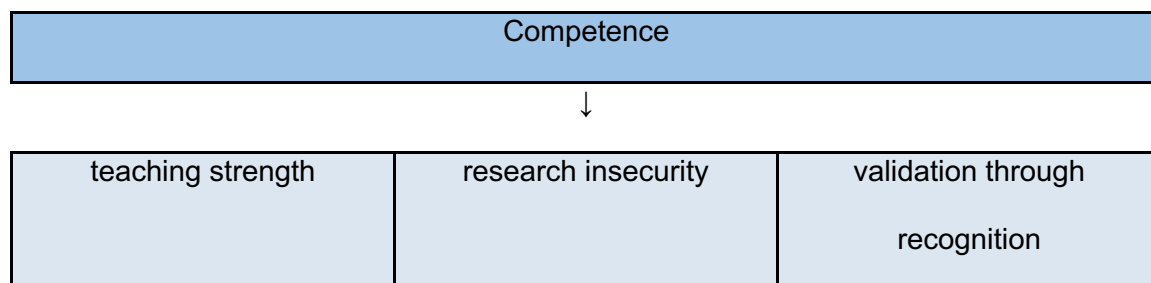 Competence
↓
teaching strength
research insecurity
validation through
recognition